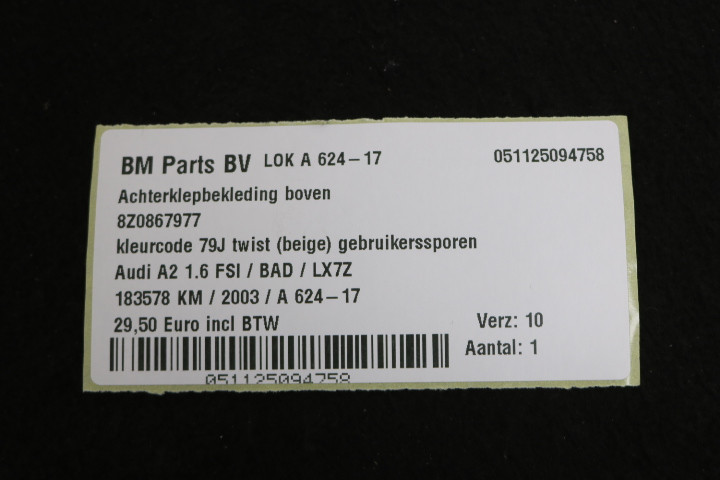 BM Parts BV LOK A 624-17 051125094758
Achterklepbekleding boven
8Z0867977
kleurcode 79J twist (beige) gebruikerssporen
Audi A2 1.6 FSI / BAD / LX7Z
183578 KM / 2003 / A 624-17
29,50 Euro incl BTW Verz: 10
Aantal: 1
051125094758